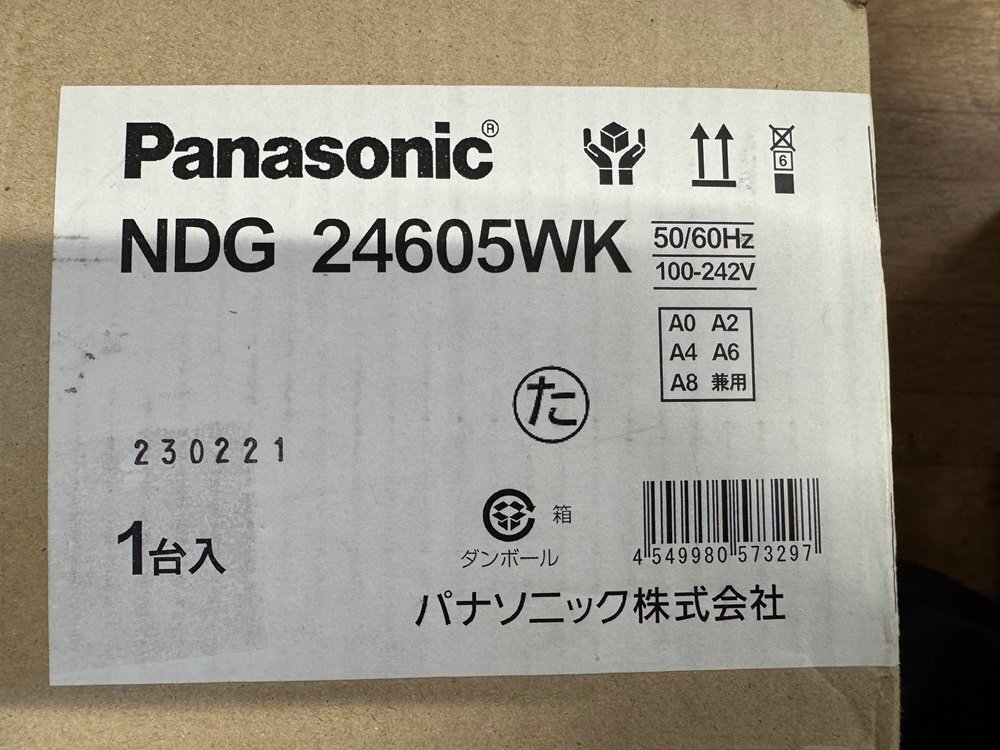 Panasonic®
6
NDG 24605WK
50/60Hz
100-242V
A0 A2
A4 A6
A8 兼用
た
230221
1台入
箱
ダンボール
4 549980 573297
パナソニック株式会社